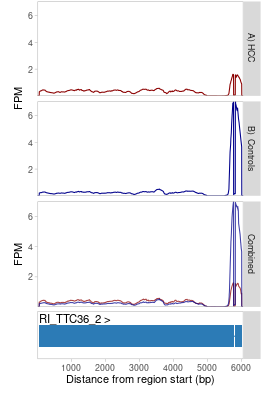 6
4
2
FPM
A) HCC
6
4
2
B) Controls
6
4
2
FPM
Combined
RI_TTC36_2 >
1000 2000 3000 4000 5000 6000
Distance from region start (bp)